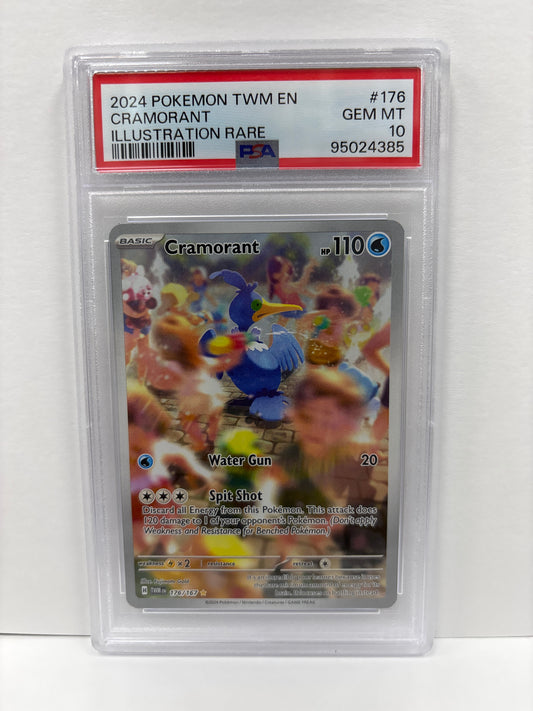 2024 POKEMON TWM EN #176
CRAMORANT GEM MT
ILLUSTRATION RARE 10
PSA 95024385
BASIC Cramorant HP 110
Water Gun 20
Spit Shot
Discard all Energy from this Pokémon. This attack does
120 damage to 1 of your opponent's Pokémon. (Don't apply
Weakness and Resistance for Benched Pokémon.)
weakness ×2 resistance retreat
Illus.
H TWM EN 176/167
©2024 Pokémon / Nintendo / Creatures / GAME FREAK